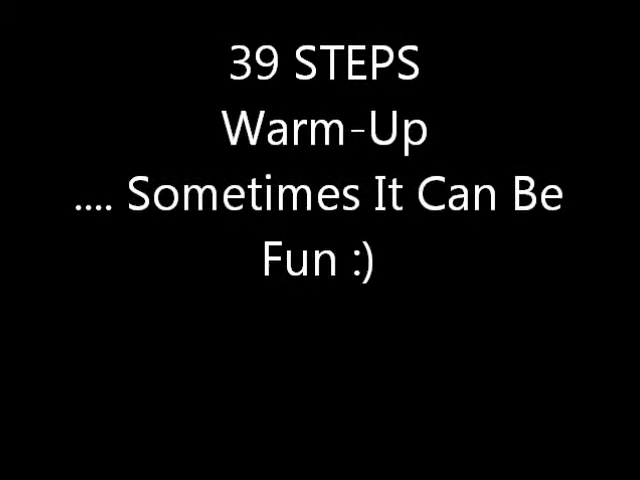 39 STEPS
Warm-Up
.... Sometimes It Can Be
Fun :)